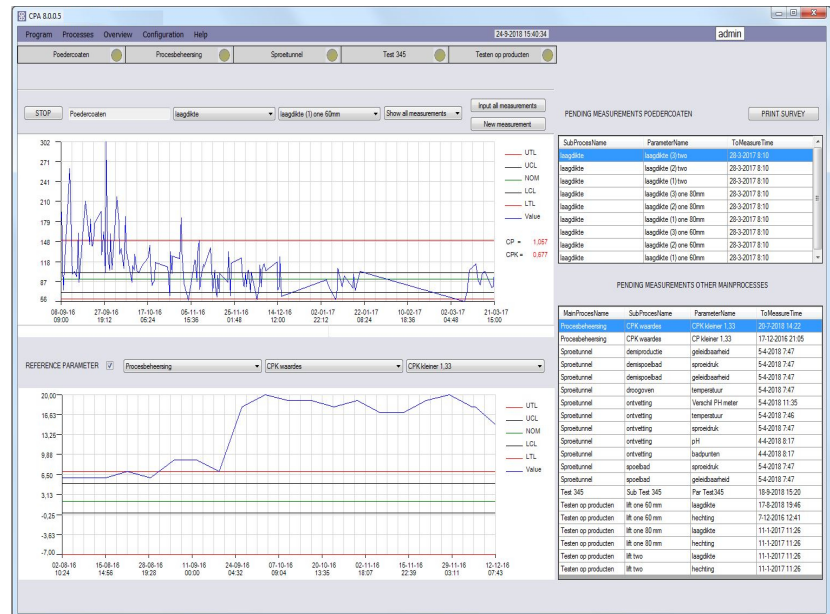 CPA 8.0.0.5
Program Processes Overview Configuration Help 24-9-2018 15:40:34 admin
Poedercoaten Procesbeheersing Sproeitunnel Test 345 Testen op producten
STOP Poedercoaten laagdikte laagdikte (1) one 60mm Show all measurements Input all measurements
New measurement
302
271
241
210
179
148
118
87
56
08-09-16 27-09-16 17-10-16 05-11-16 25-11-16 14-12-16 02-01-17 22-01-17 10-02-17 02-03-17 21-03-17
09:00 19:12 05:24 15:36 01:48 12:00 22:12 08:24 18:36 04:48 15:00
UTL
UCL
NOM
LCL
LTL
Value
CP = 1,057
CPK = 0,677
REFERENCE PARAMETER Procesbeheersing CPK waardes CPK kleiner 1,33
20,00
16,63
13,25
9,88
6,50
3,13
-0,25
-3,63
-7,00
02-08-16 15-08-16 28-08-16 11-09-16 24-09-16 07-10-16 20-10-16 02-11-16 16-11-16 29-11-16 12-12-16
10:24 14:56 19:28 00:00 04:32 09:04 13:35 18:07 22:39 03:11 07:43
UTL
UCL
NOM
LCL
LTL
Value
PENDING MEASUREMENTS POEDERCOATEN PRINT SURVEY
SubProcesName ParameterName ToMeasureTime
laagdikte laagdikte (3) two 28-3-2017 8:10
laagdikte laagdikte (2) two 28-3-2017 8:10
laagdikte laagdikte (1) two 28-3-2017 8:10
laagdikte laagdikte (3) one 80mm 28-3-2017 8:10
laagdikte laagdikte (2) one 80mm 28-3-2017 8:10
laagdikte laagdikte (1) one 80mm 28-3-2017 8:10
laagdikte laagdikte (3) one 60mm 28-3-2017 8:10
laagdikte laagdikte (2) one 60mm 28-3-2017 8:10
laagdikte laagdikte (1) one 60mm 28-3-2017 8:10
PENDING MEASUREMENTS OTHER MAINPROCESSES
MainProcesName SubProcesName ParameterName ToMeasureTime
Procesbeheersing CPK waardes CPK kleiner 1,33 20-7-2018 14:22
Procesbeheersing CPK waardes CP kleiner 1,33 17-12-2016 21:05
Sproeitunnel demiproductie geleidbaarheid 5-4-2018 7:47
Sproeitunnel demispoelbad sproeidruk 5-4-2018 7:47
Sproeitunnel demispoelbad geleidbaarheid 5-4-2018 7:47
Sproeitunnel droogoven temperatuur 5-4-2018 7:47
Sproeitunnel ontvetting Verschil PH meter 5-4-2018 11:35
Sproeitunnel ontvetting temperatuur 5-4-2018 7:46
Sproeitunnel ontvetting sproeidruk 5-4-2018 7:47
Sproeitunnel ontvetting pH 4-4-2018 8:17
Sproeitunnel ontvetting badpunten 4-4-2018 8:17
Sproeitunnel spoelbad sproeidruk 5-4-2018 7:47
Sproeitunnel spoelbad geleidbaarheid 5-4-2018 7:47
Test 345 Sub Test 345 Par Test345 18-9-2018 15:20
Testen op producten lift one 60 mm laagdikte 17-8-2018 19:46
Testen op producten lift one 60 mm hechting 7-12-2016 12:41
Testen op producten lift one 80 mm laagdikte 11-1-2017 11:26
Testen op producten lift one 80 mm hechting 11-1-2017 11:26
Testen op producten lift two laagdikte 11-1-2017 11:26
Testen op producten lift two hechting 11-1-2017 11:26